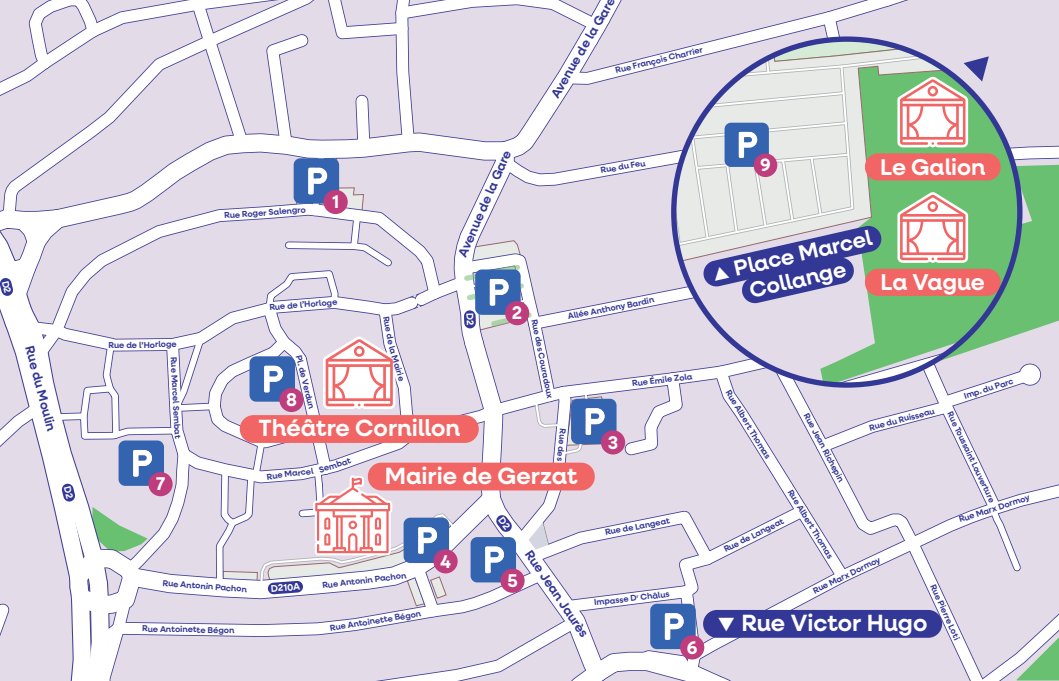 Avenue de la Gare
Rue François Charrier
P
9
Le Galion
La Vague
Place Marcel
Collange
Rue du Feu
Avenue de la Gare
P
1
Rue Roger Salengro
D2
P
2
D2
Allée Anthony Bardin
Rue de l'Horloge
Rue de l'Horloge
Rue de la Mairie
Rue des Couradoux
Rue du Moulin
Rue Marcel Sembat
Pl. de Verdun
P
8
Théâtre Cornillon
Rue Émile Zola
P
3
Rue des
Imp. du Parc
Rue du Ruisseau
Rue Albert Thomas
Rue Jean Richepin
Rue Toussaint Louverture
P
7
Rue Marcel Sembat
Mairie de Gerzat
D2
P
4
D2
P
5
Rue Jean Jaurès
Rue de Langeat
Rue de Langeat
Rue Albert Thomas
Rue Marx Dormoy
Rue Marx Dormoy
Rue Antonin Pachon
D210A
Rue Antonin Pachon
Impasse Dr Châlus
Rue Antoinette Bégon
Rue Antoinette Bégon
P
6
Rue Victor Hugo
Rue Pierre Loti